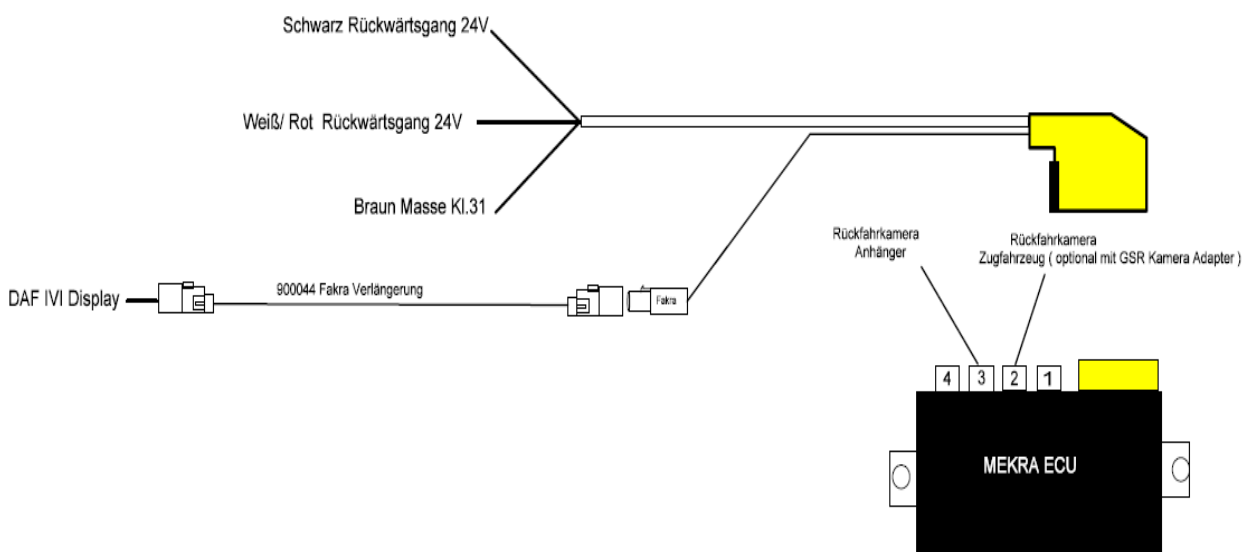 Schwarz Rückwärtsgang 24V
Weiß/ Rot Rückwärtsgang 24V
Braun Masse Kl.31
DAF IVI Display
900044 Fakra Verlängerung
Fakra
Rückfahrkamera
Anhänger
Rückfahrkamera
Zugfahrzeug ( optional mit GSR Kamera Adapter )
4 3 2 1
MEKRA ECU